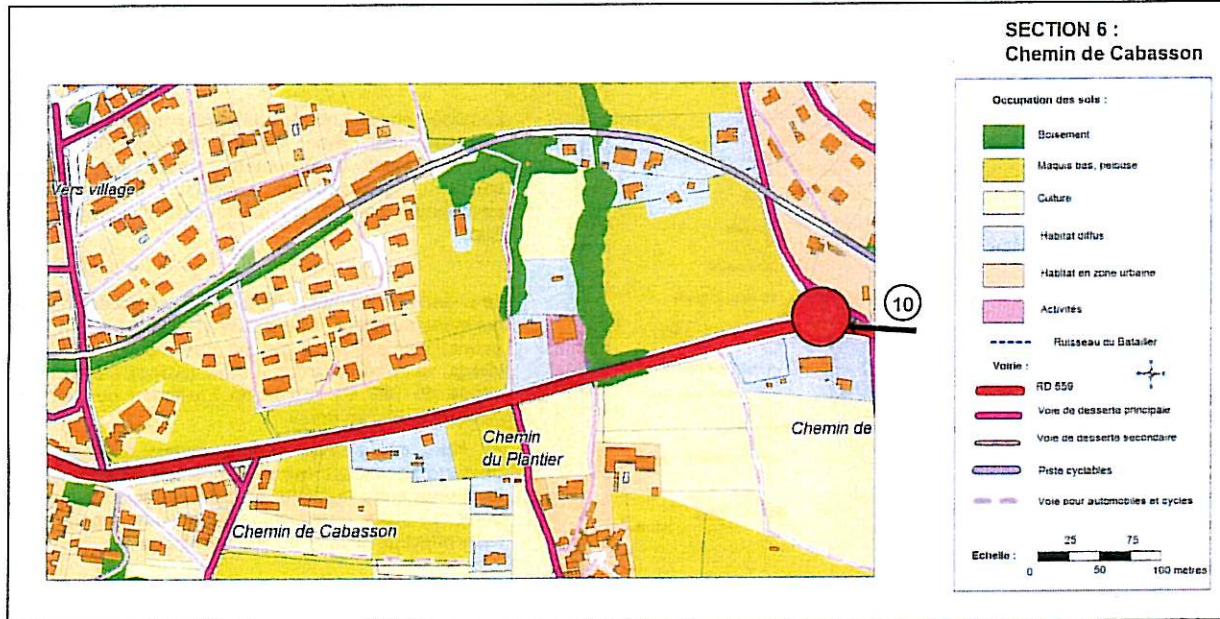 SECTION 6 :
Chemin de Cabasson
Vers village
10
Chemin
du Plantier
Chemin de
Chemin de Cabasson
Occupation des sols :
Boisement
Maquis bas, pelouse
Culture
Habitat diffus
Habitat en zone urbaine
Activités
Ruisseau du Batailler
Voirie :
RD 559
Voie de desserte principale
Voie de desserte secondaire
Piste cyclables
Voie pour automobiles et cycles
25 75
Echelle :
0 50 100 metres